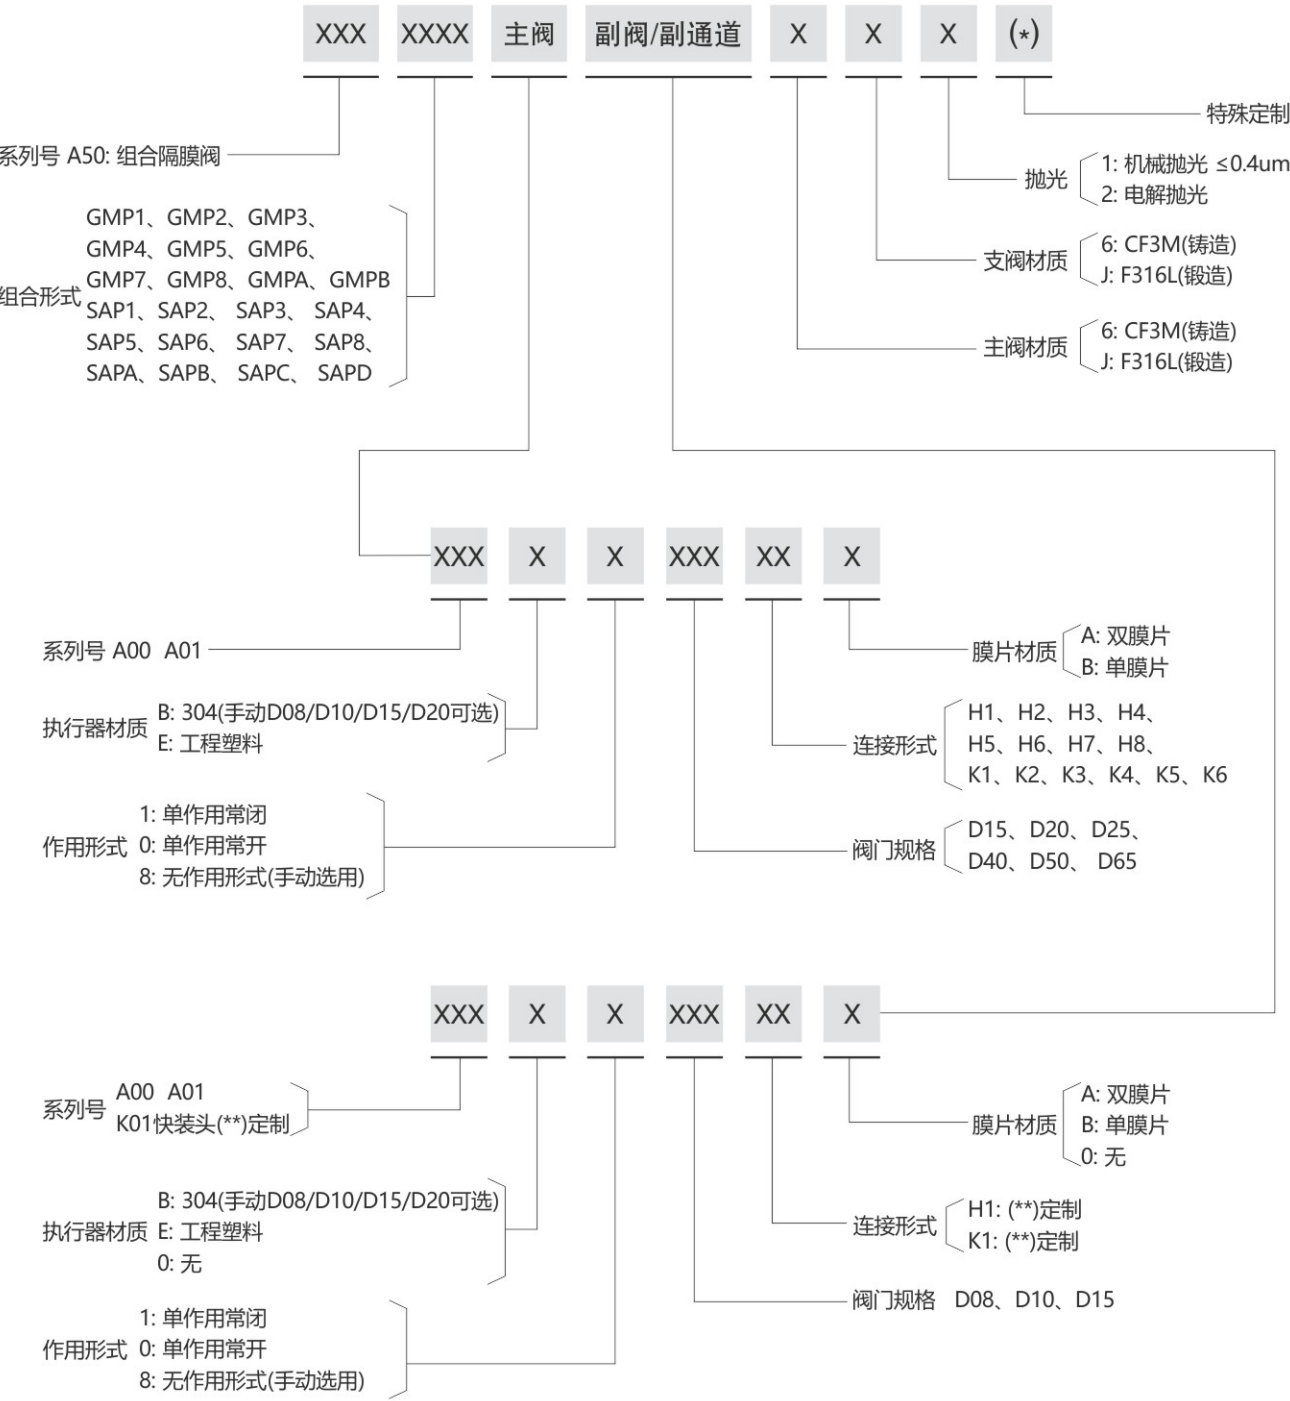 XXX XXXX 主阀 副阀/副通道 X X X (*)
特殊定制
系列号 A50: 组合隔膜阀
抛光
1: 机械抛光 ≤0.4um
2: 电解抛光
组合形式
GMP1、GMP2、GMP3、
GMP4、GMP5、GMP6、
GMP7、GMP8、GMPA、GMPB
SAP1、SAP2、 SAP3、 SAP4、
SAP5、SAP6、 SAP7、 SAP8、
SAPA、SAPB、 SAPC、 SAPD
支阀材质
6: CF3M(铸造)
J: F316L(锻造)
主阀材质
6: CF3M(铸造)
J: F316L(锻造)
XXX X X XXX XX X
系列号 A00 A01
执行器材质
B: 304(手动D08/D10/D15/D20可选)
E: 工程塑料
作用形式
1: 单作用常闭
0: 单作用常开
8: 无作用形式(手动选用)
膜片材质
A: 双膜片
B: 单膜片
连接形式
H1、H2、H3、H4、
H5、H6、H7、H8、
K1、K2、K3、K4、K5、K6
阀门规格
D15、D20、D25、
D40、D50、 D65
XXX X X XXX XX X
系列号
A00 A01
K01快装头(**)定制
执行器材质
B: 304(手动D08/D10/D15/D20可选)
E: 工程塑料
0: 无
作用形式
1: 单作用常闭
0: 单作用常开
8: 无作用形式(手动选用)
膜片材质
A: 双膜片
B: 单膜片
0: 无
连接形式
H1: (**)定制
K1: (**)定制
阀门规格 D08、D10、D15